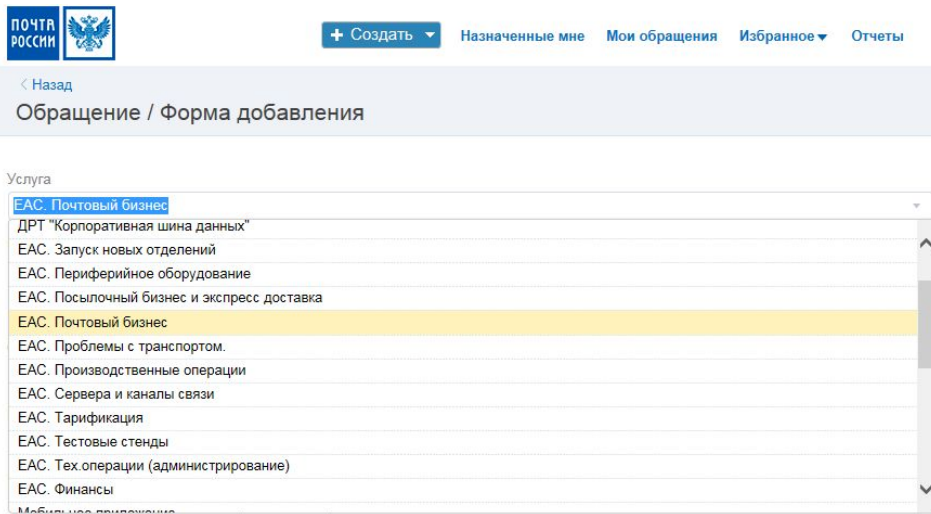 ПОЧТА
РОССИИ
+ Создать
Назначенные мне
Мои обращения
Избранное
Отчеты
< Назад
Обращение / Форма добавления
Услуга
ЕАС. Почтовый бизнес
ДРТ "Корпоративная шина данных"
ЕАС. Запуск новых отделений
ЕАС. Периферийное оборудование
ЕАС. Посылочный бизнес и экспресс доставка
ЕАС. Почтовый бизнес
ЕАС. Проблемы с транспортом.
ЕАС. Производственные операции
ЕАС. Сервера и каналы связи
ЕАС. Тарификация
ЕАС. Тестовые стенды
ЕАС. Тех.операции (администрирование)
ЕАС. Финансы
Мобильное приложение